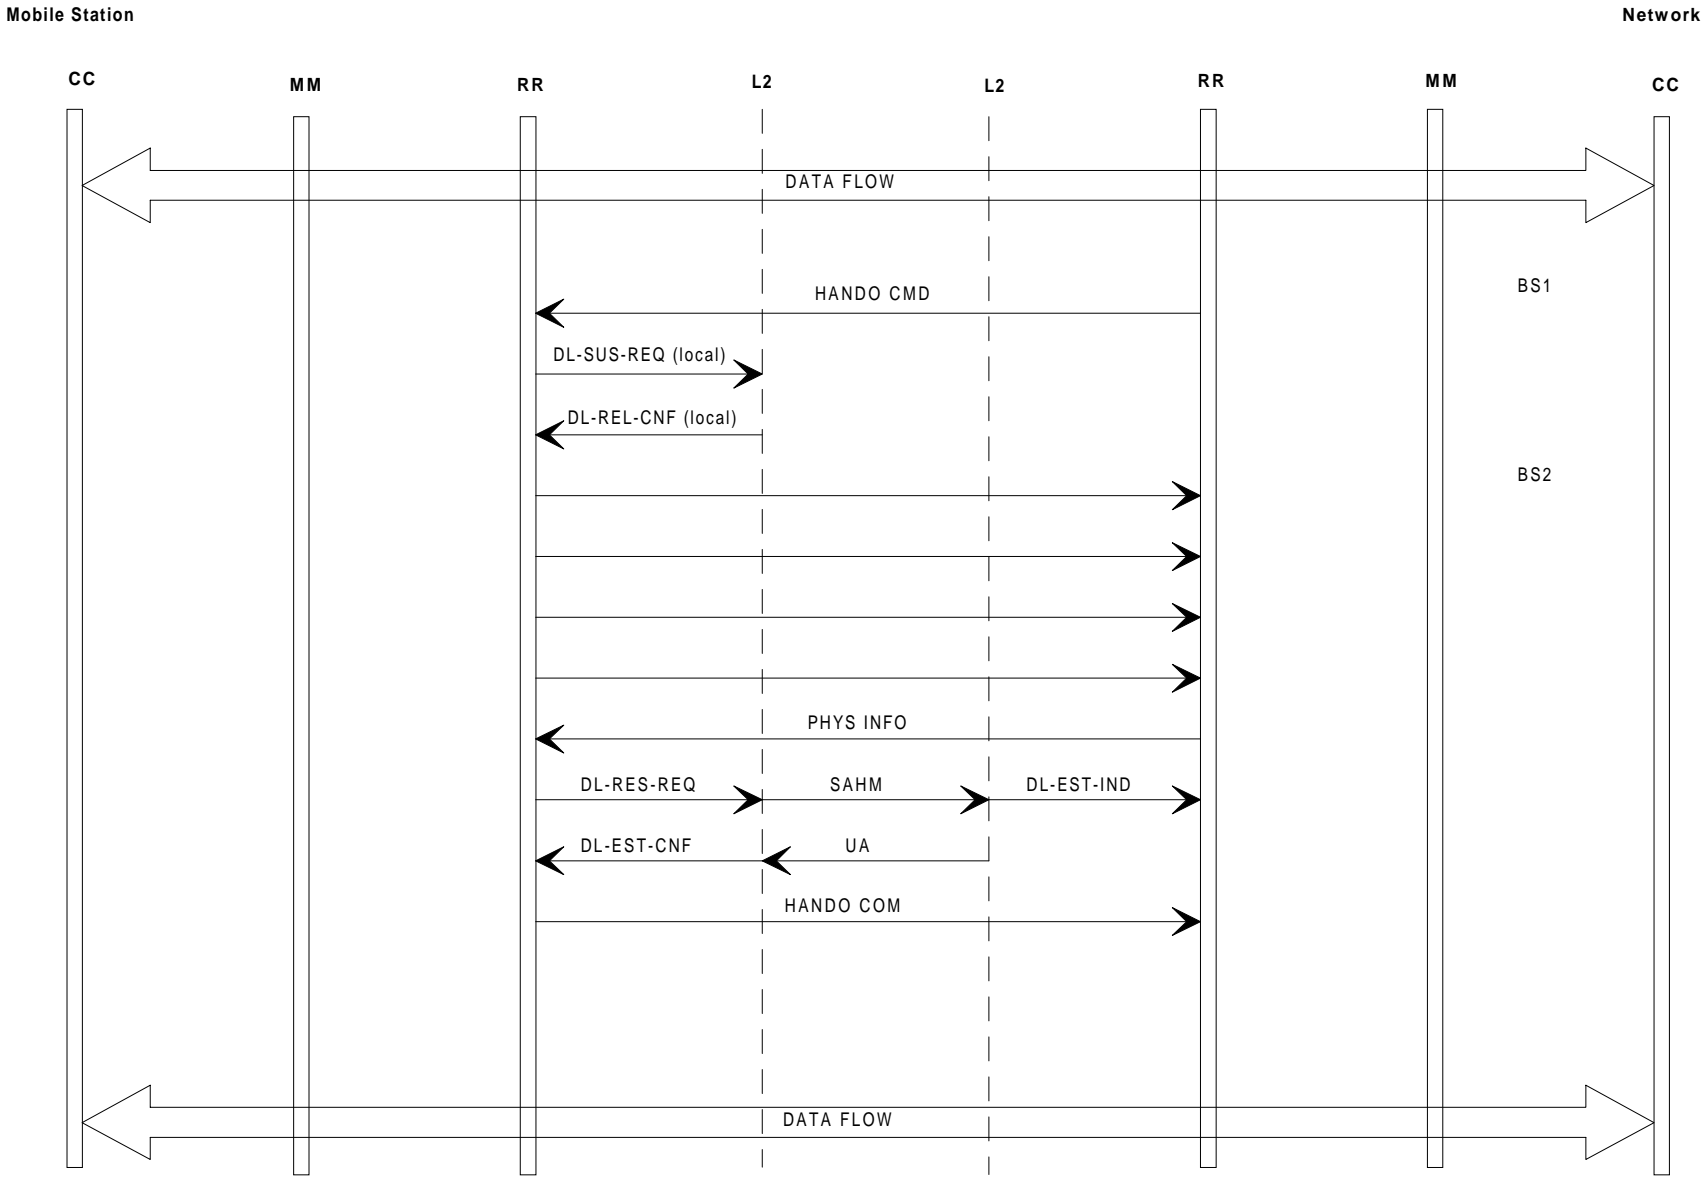 Mobile Station
Network
CC
MM
RR
L2
L2
RR
MM
CC
DATA FLOW
BS1
HANDO CMD
DL-SUS-REQ (local)
DL-REL-CNF (local)
BS2
PHYS INFO
DL-RES-REQ
SAHM
DL-EST-IND
DL-EST-CNF
UA
HANDO COM
DATA FLOW